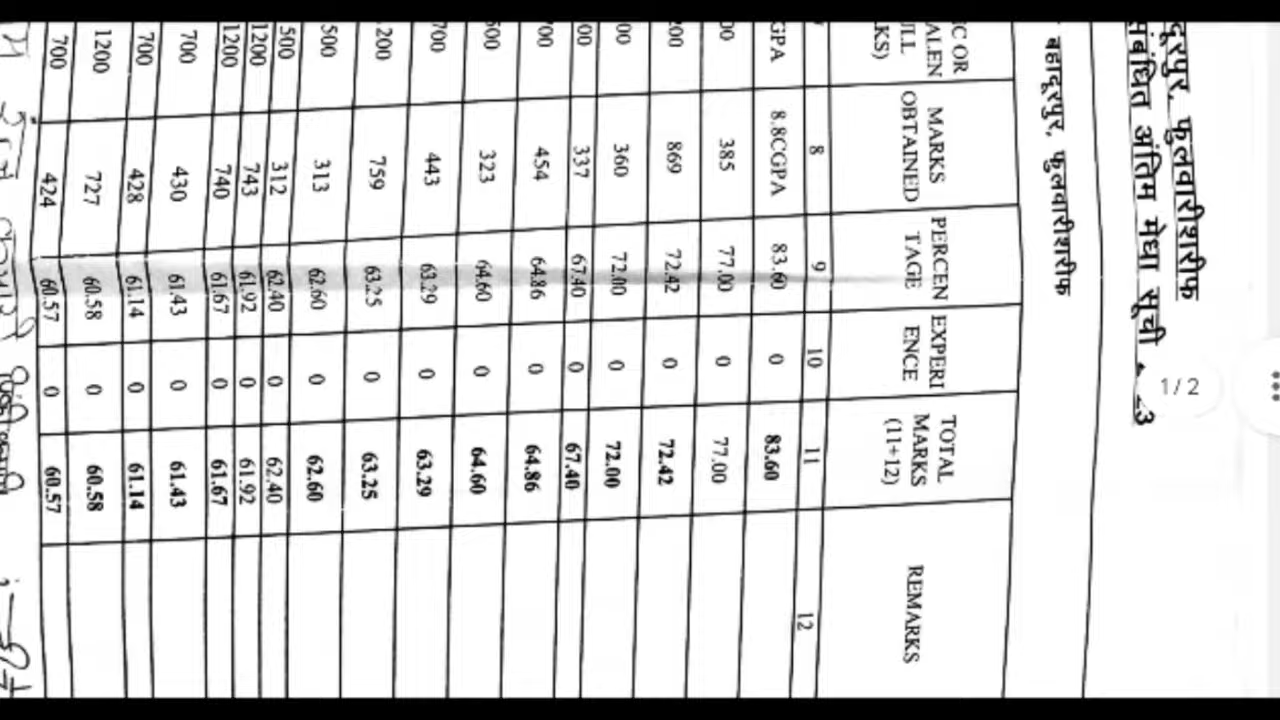 फुलवारीशरीफ
अंतिम मेधा सूची
बहादूरपुर, फुलवारीशरीफ
1/2
MARKS OBTAINED PERCEN TAGE EXPERI ENCE TOTAL MARKS (11+12) REMARKS
8 9 10 11 12
8.8CGPA 83.60 0 83.60
385 77.00 0 77.00
869 72.42 0 72.42
360 72.00 0 72.00
337 67.40 0 67.40
454 64.86 0 64.86
323 64.60 0 64.60
443 63.29 0 63.29
759 63.25 0 63.25
500 313 62.60 0 62.60
500 312 62.40 0 62.40
1200 743 61.92 0 61.92
1200 740 61.67 0 61.67
700 430 61.43 0 61.43
700 428 61.14 0 61.14
1200 727 60.58 0 60.58
700 424 60.57 0 60.57